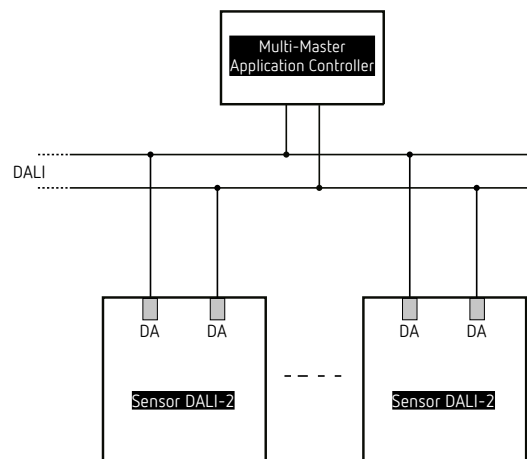 Multi-Master
Application Controller
DALI
DA DA
DA DA
Sensor DALI-2
Sensor DALI-2